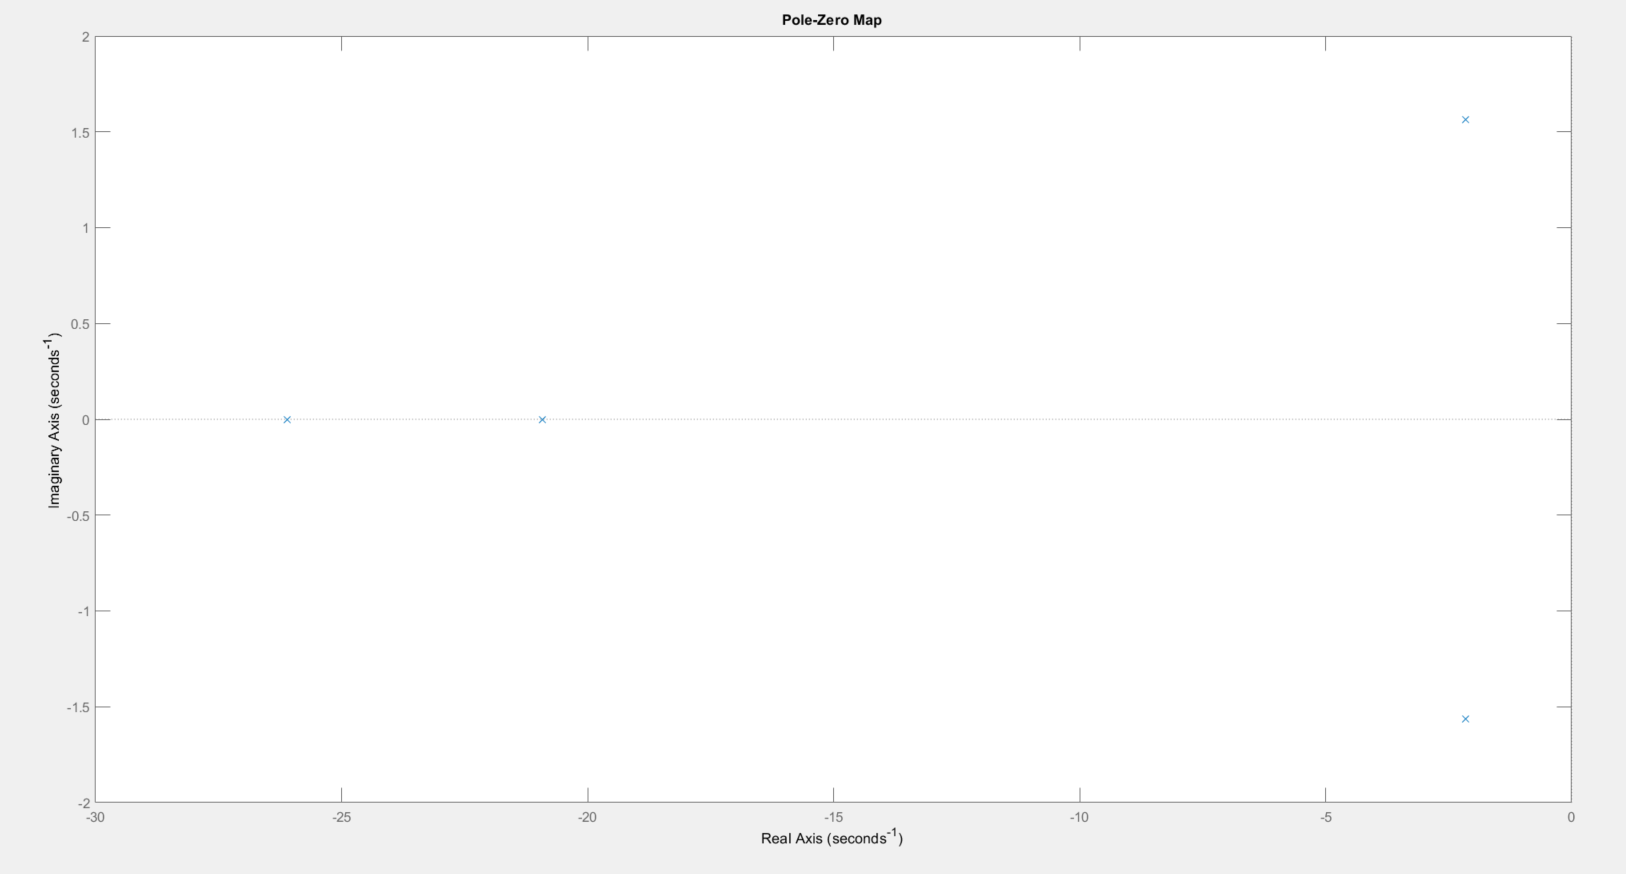 Pole-Zero Map
2
1.5
1
0.5
0
-0.5
-1
-1.5
-2
Imaginary Axis (seconds⁻¹)
-30 -25 -20 -15 -10 -5 0
Real Axis (seconds⁻¹)